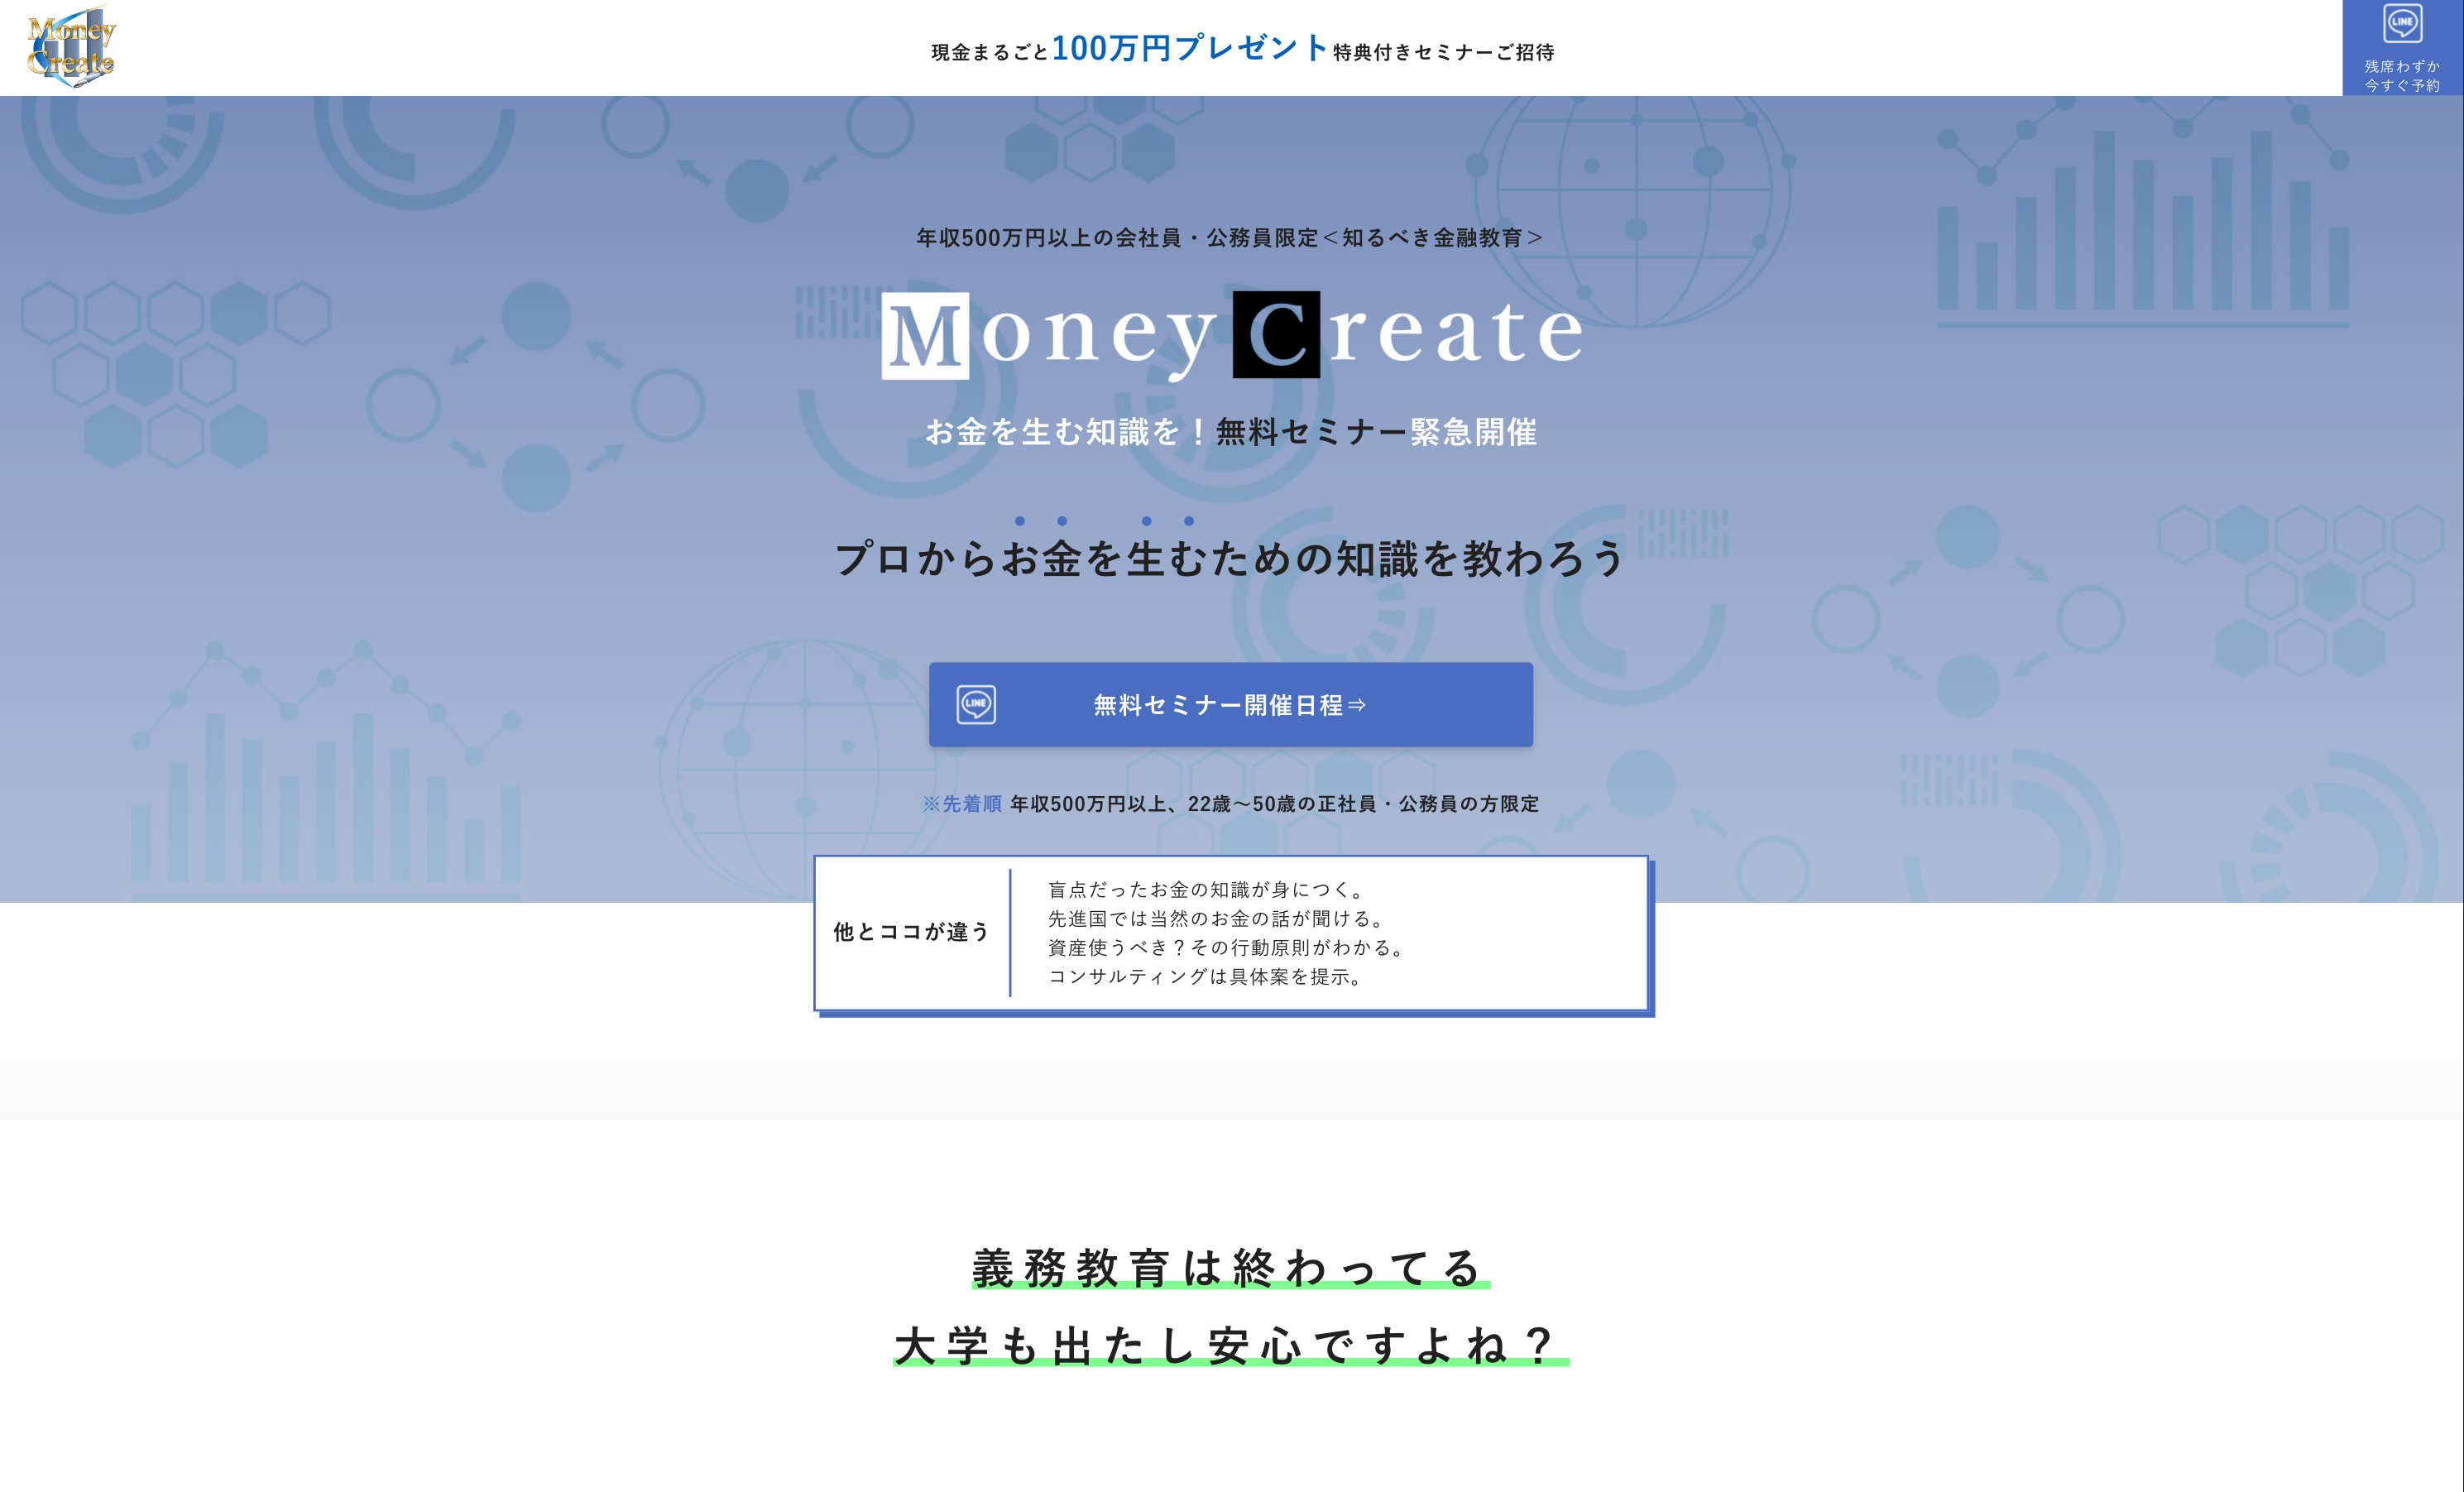 Money
Create
現金まるごと100万円プレゼント特典付きセミナーご招待
LINE
残席わずか
今すぐ予約
年収500万円以上の会社員・公務員限定＜知るべき金融教育＞
Money Create
お金を生む知識を！無料セミナー緊急開催
プロからお金を生むための知識を教わろう
LINE
無料セミナー開催日程⇒
※先着順 年収500万円以上、22歳〜50歳の正社員・公務員の方限定
他とココが違う
盲点だったお金の知識が身につく。
先進国では当然のお金の話が聞ける。
資産使うべき？その行動原則がわかる。
コンサルティングは具体案を提示。
義務教育は終わってる
大学も出たし安心ですよね？